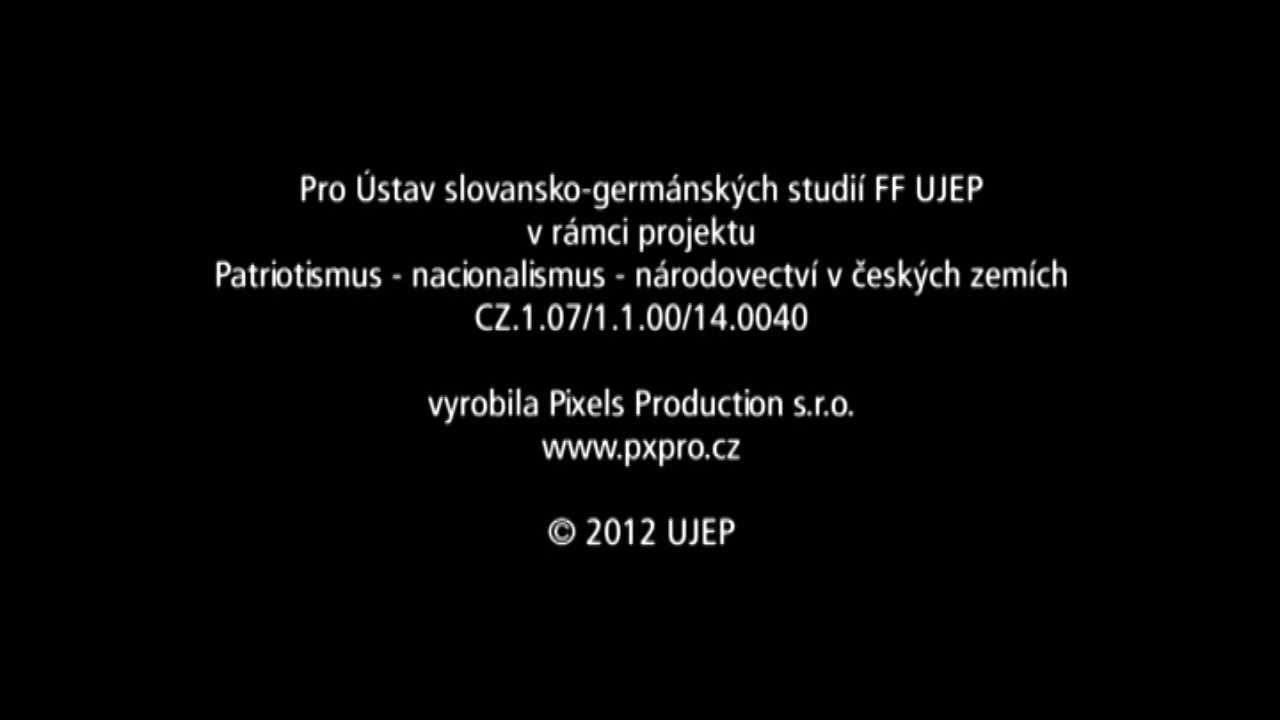 Pro Ústav slovansko-germánských studií FF UJEP
v rámci projektu
Patriotismus - nacionalismus - národovectví v českých zemích
CZ.1.07/1.1.00/14.0040
vyrobila Pixels Production s.r.o.
www.pxpro.cz
© 2012 UJEP